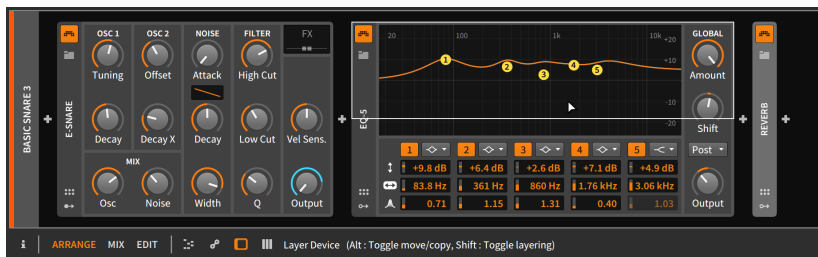 BASIC SNARE 3
E-SNARE
OSC 1 OSC 2 NOISE FILTER FX
Tuning Offset Attack High Cut
Decay Decay X Decay Low Cut Vel Sens.
MIX
Osc Noise Width Q Output
EQ-5
20 100 1k 10k +20
+10
-10
-20
1 2 3 4 5
1 2 3 4 5
+9.8 dB +6.4 dB +2.6 dB +7.1 dB +4.9 dB
83.8 Hz 361 Hz 860 Hz 1.76 kHz 3.06 kHz
0.71 1.15 1.31 0.40 1.03
GLOBAL
Amount
Shift
Post
Output
REVERB
i ARRANGE MIX EDIT Layer Device (Alt : Toggle move/copy, Shift : Toggle layering)